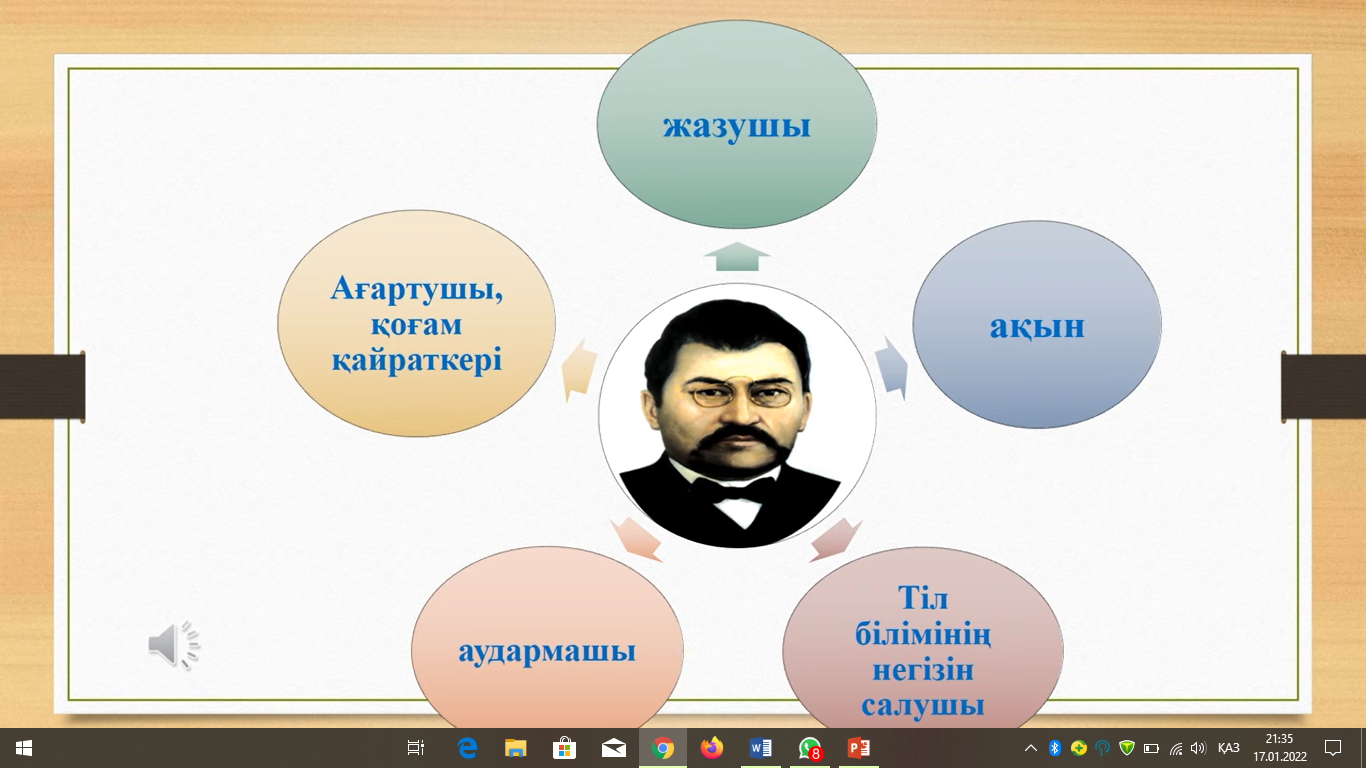 жазушы
Ағартушы,
қоғам
қайраткері
ақын
аудармашы
Тіл
білімінің
негізін
салушы
8
ҚАЗ
21:35
17.01.2022